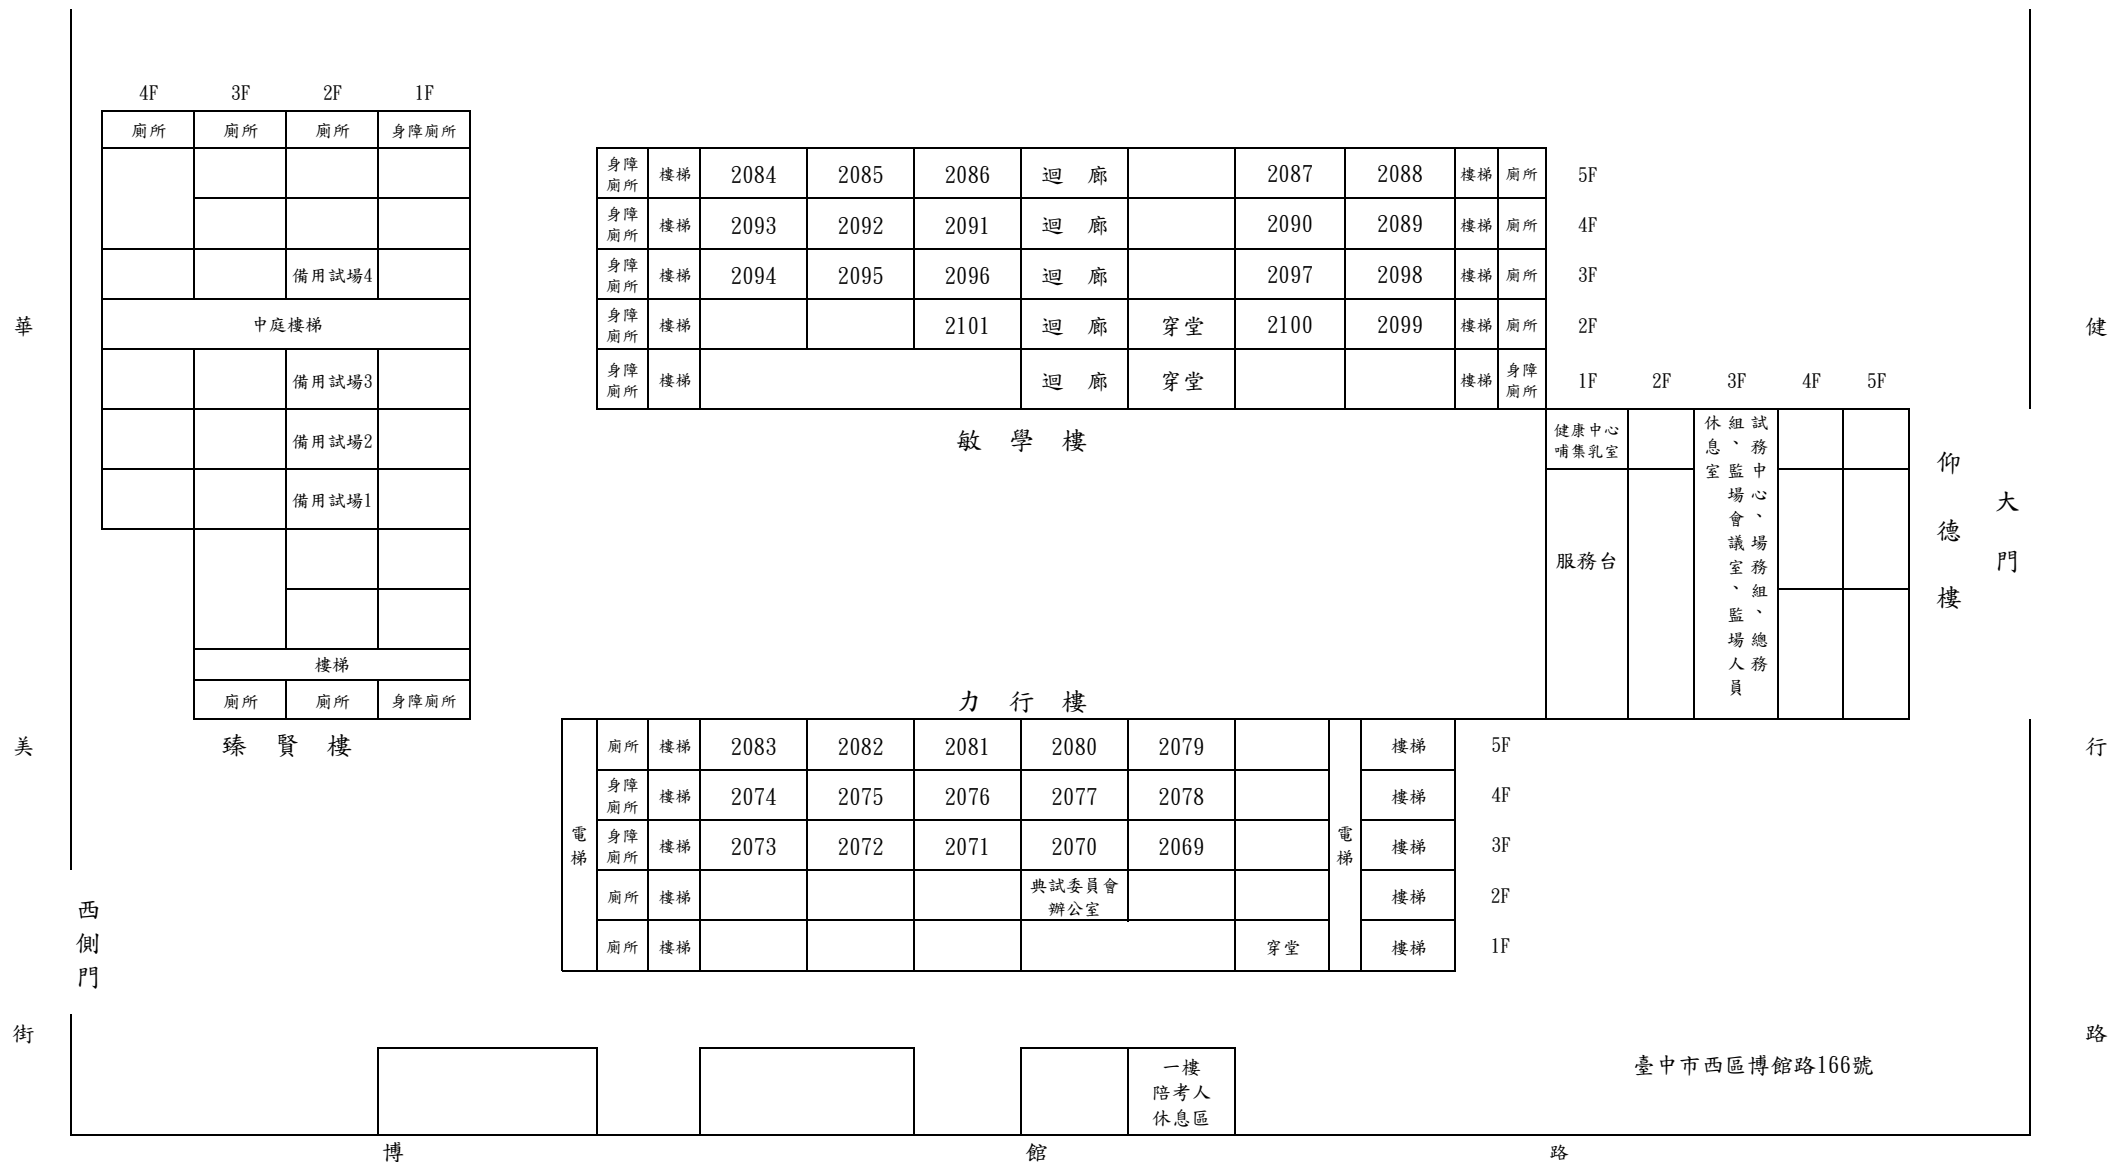 4F 3F 2F 1F
廁所 廁所 廁所 身障廁所
備用試場4
中庭樓梯
備用試場3
備用試場2
備用試場1
樓梯
廁所 廁所 身障廁所
臻賢樓
身障廁所 樓梯 2084 2085 2086 迴廊 2087 2088 樓梯 廁所 5F
身障廁所 樓梯 2093 2092 2091 迴廊 2090 2089 樓梯 廁所 4F
身障廁所 樓梯 2094 2095 2096 迴廊 2097 2098 樓梯 廁所 3F
身障廁所 樓梯 2101 迴廊 穿堂 2100 2099 樓梯 廁所 2F
身障廁所 樓梯 迴廊 穿堂 樓梯 身障廁所 1F 2F 3F 4F 5F
敏學樓
健康中心
哺集乳室
服務台
試務中心、場務組、總務
組、監場會議室、監場人員
休息室
仰德樓
大門
力行樓
電梯
廁所 樓梯 2083 2082 2081 2080 2079 樓梯 5F
身障廁所 樓梯 2074 2075 2076 2077 2078 樓梯 4F
身障廁所 樓梯 2073 2072 2071 2070 2069 樓梯 3F
廁所 樓梯 典試委員會辦公室 樓梯 2F
廁所 樓梯 穿堂 樓梯 1F
電梯
西側門
一樓
陪考人
休息區
臺中市西區博館路166號
華美街
健行路
博館路